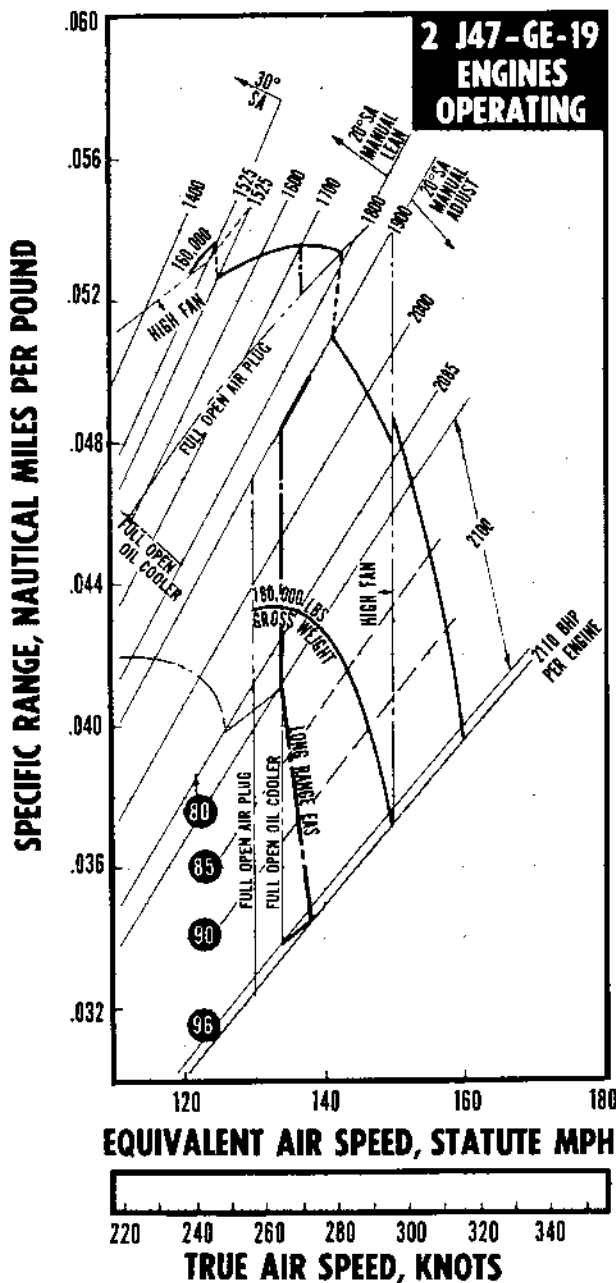 2 J47-GE-19
ENGINES
OPERATING
SPECIFIC RANGE, NAUTICAL MILES PER POUND
.060
.056
.052
.048
.044
.040
.036
.032
30°
SA
20° SA
MANUAL
LEAN
20° SA
MANUAL
ADJUST
1400
1525
1525
1600
1700
1800
1900
2000
2085
2100
2110 BHP
PER ENGINE
160,000
HIGH FAN
FULL OPEN AIR PLUG
FULL OPEN
OIL COOLER
180,000 LBS
GROSS WEIGHT
HIGH FAN
LONG RANGE EAS
FULL OPEN AIR PLUG
FULL OPEN OIL COOLER
80
85
90
96
120 140 160 180
EQUIVALENT AIR SPEED, STATUTE MPH
220 240 260 280 300 320 340
TRUE AIR SPEED, KNOTS